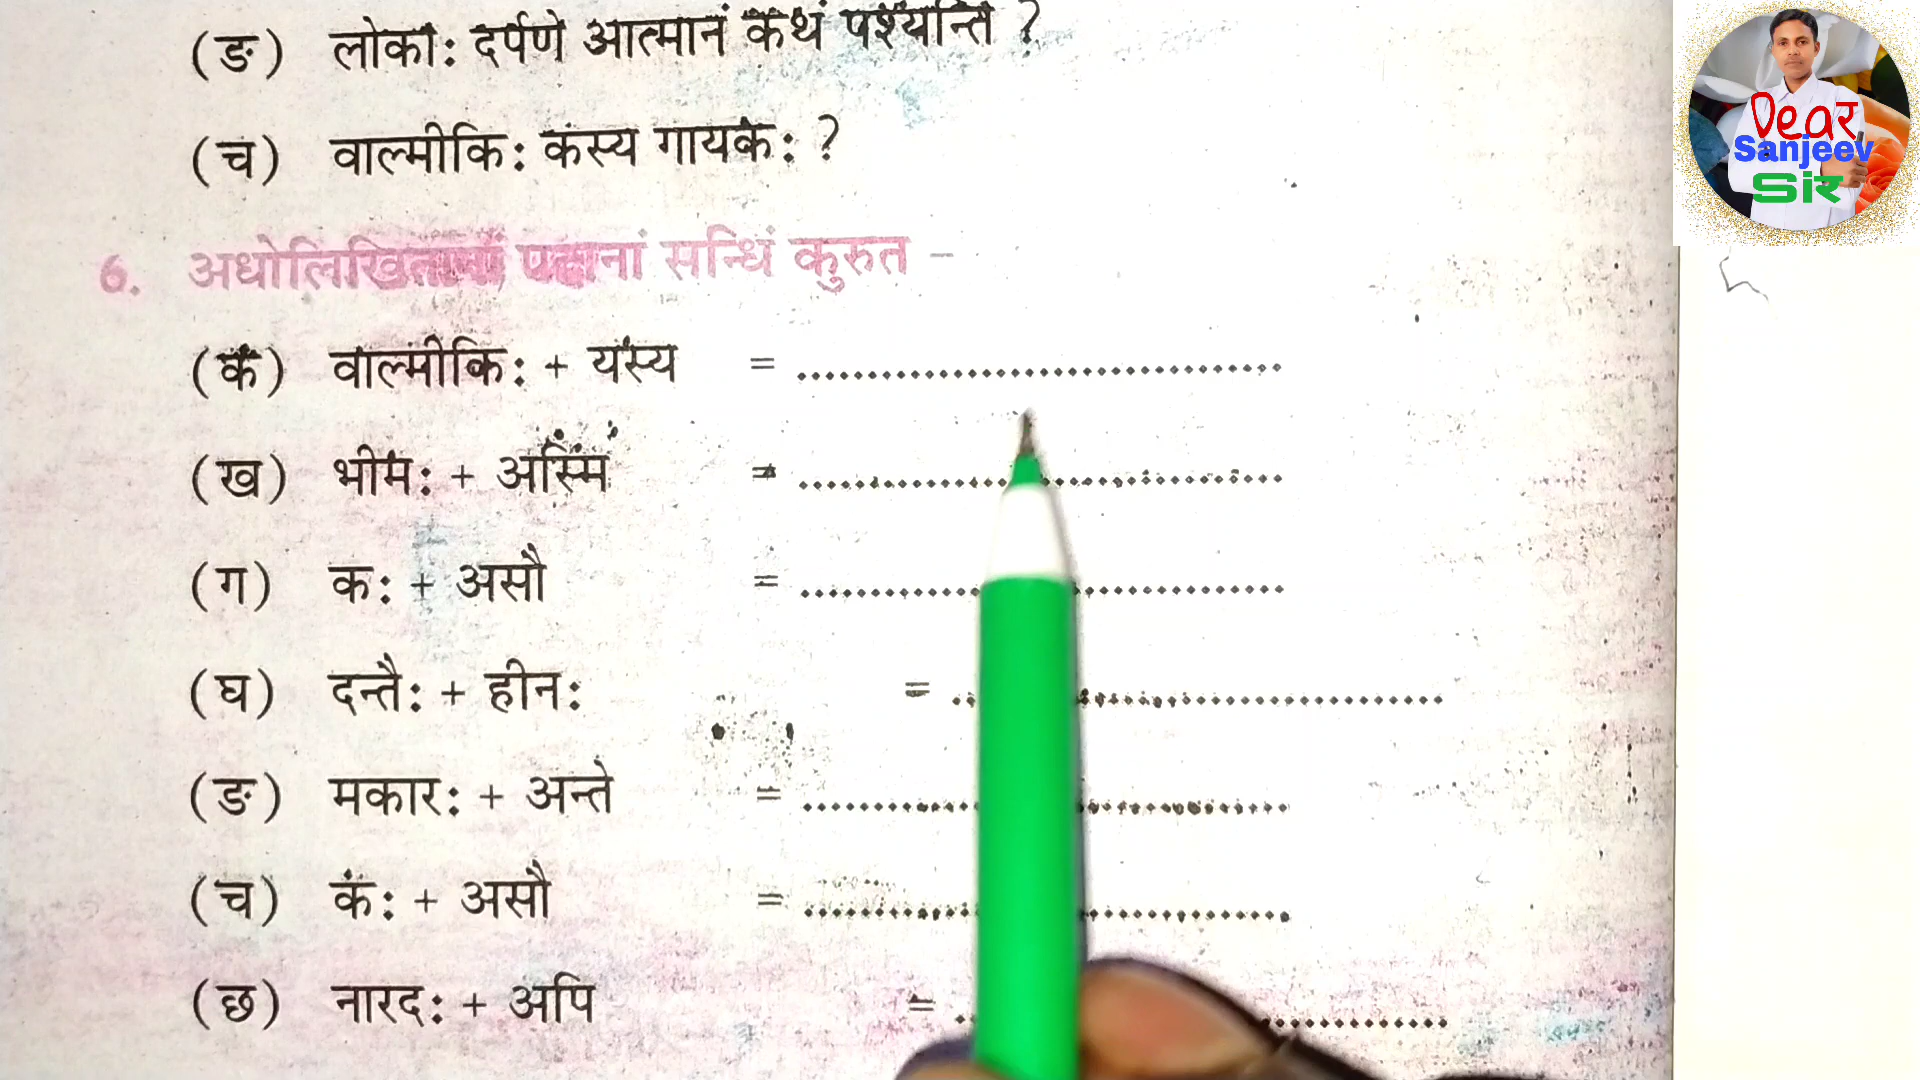 (ङ) लोकाः दर्पणे आत्मानं कथं पश्यन्ति ?
(च) वाल्मीकिः कस्य गायकः ?
6. अधोलिखितानां पदानां सन्धिं कुरुत –
(क) वाल्मीकिः + यस्य = ........................
(ख) भीमः + अस्मि = ........................
(ग) कः + असौ = ........................
(घ) दन्तैः + हीनः = ........................
(ङ) मकारः + अन्ते = ........................
(च) कः + असौ = ........................
(छ) नारदः + अपि = ........................
Dear
Sanjeev
Sir